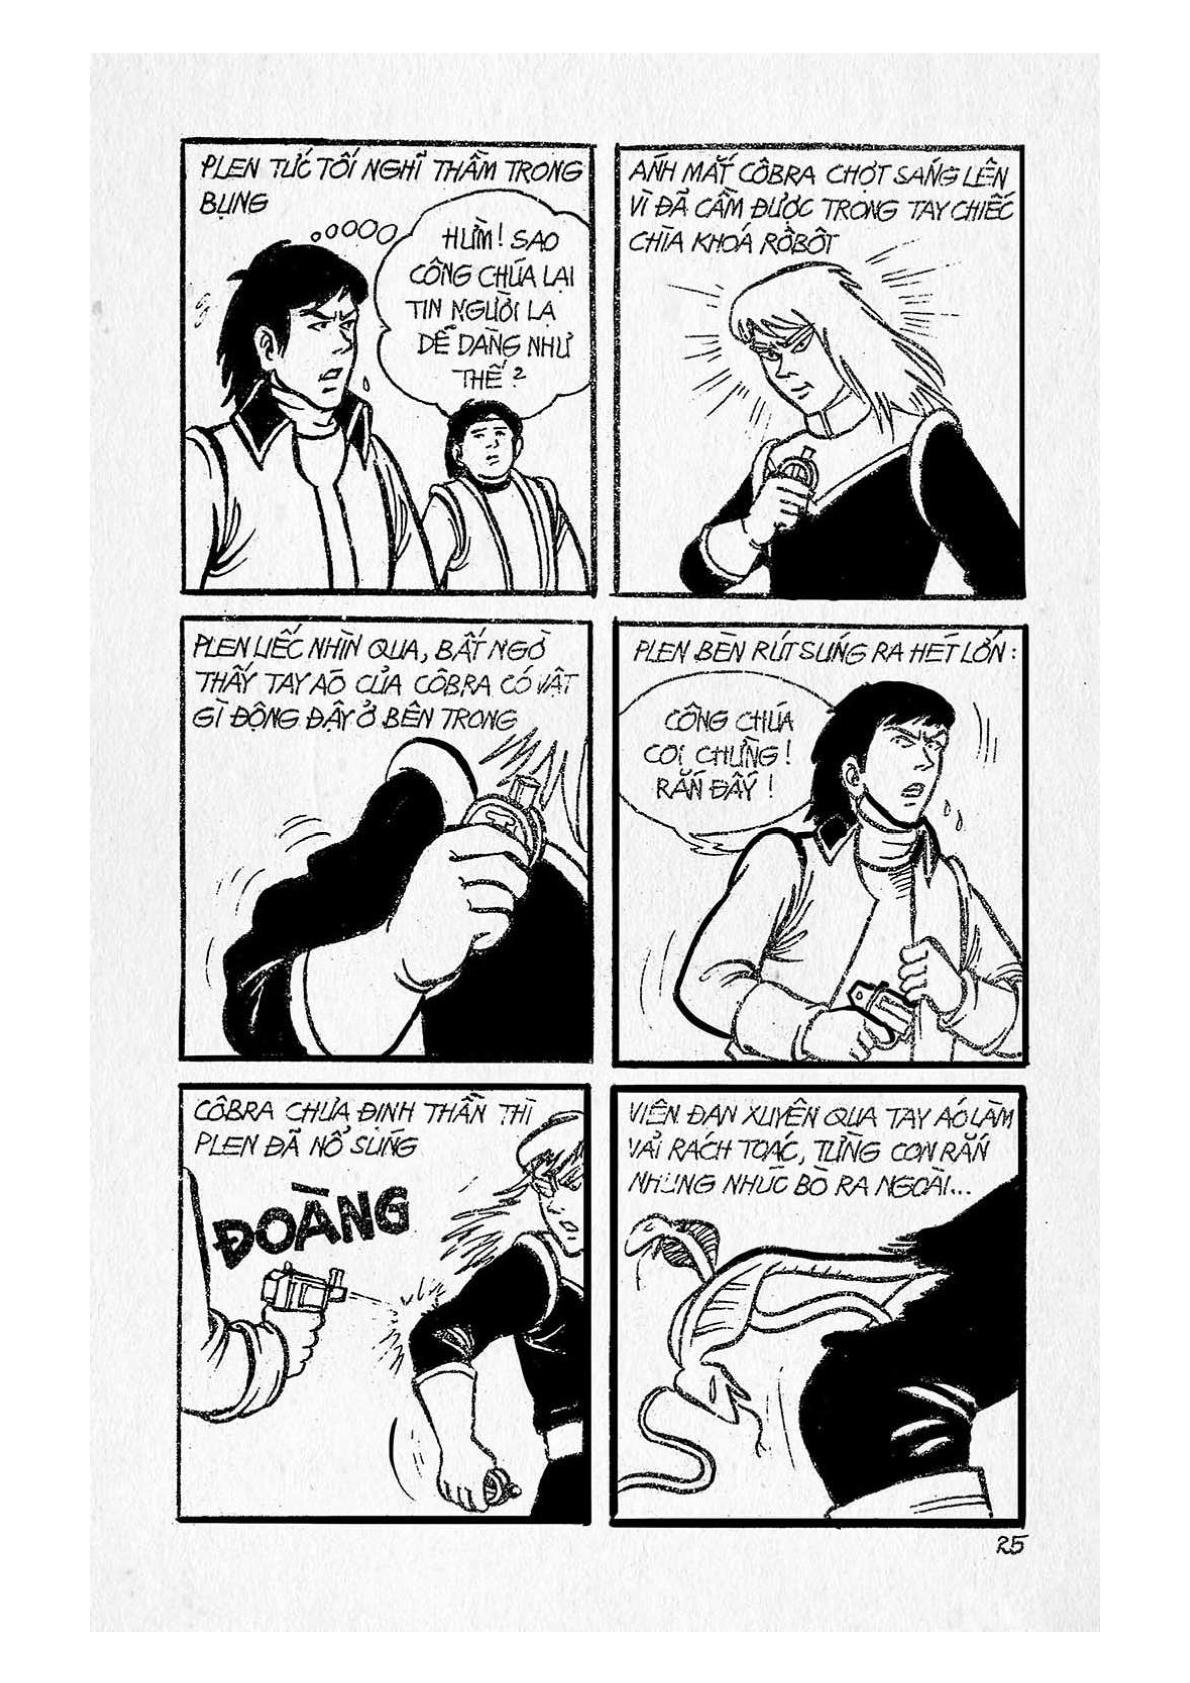 PLEN TỨC TỐI NGHĨ THẦM TRONG
BỤNG
HỪM! SAO
CÔNG CHÚA LẠI
TIN NGƯỜI LẠ
DỄ DÀNG NHƯ
THẾ?
ÁNH MẮT CÔBRA CHỢT SÁNG LÊN
VÌ ĐÃ CẦM ĐƯỢC TRONG TAY CHIẾC
CHÌA KHOÁ RÔBÔT
PLEN LIẾC NHÌN QUA, BẤT NGỜ
THẤY TAY ÁO CỦA CÔBRA CÓ VẬT
GÌ ĐỘNG ĐẬY Ở BÊN TRONG
PLEN BÈN RÚT SÚNG RA HÉT LỚN:
CÔNG CHÚA
COI CHỪNG!
RẮN ĐẤY!
CÔBRA CHƯA ĐỊNH THẦN THÌ
PLEN ĐÃ NỔ SÚNG
ĐOÀNG
VIÊN ĐẠN XUYÊN QUA TAY ÁO LÀM
VẢI RÁCH TOẠC, TỪNG CON RẮN
NHUNG NHÚC BÒ RA NGOÀI...
25